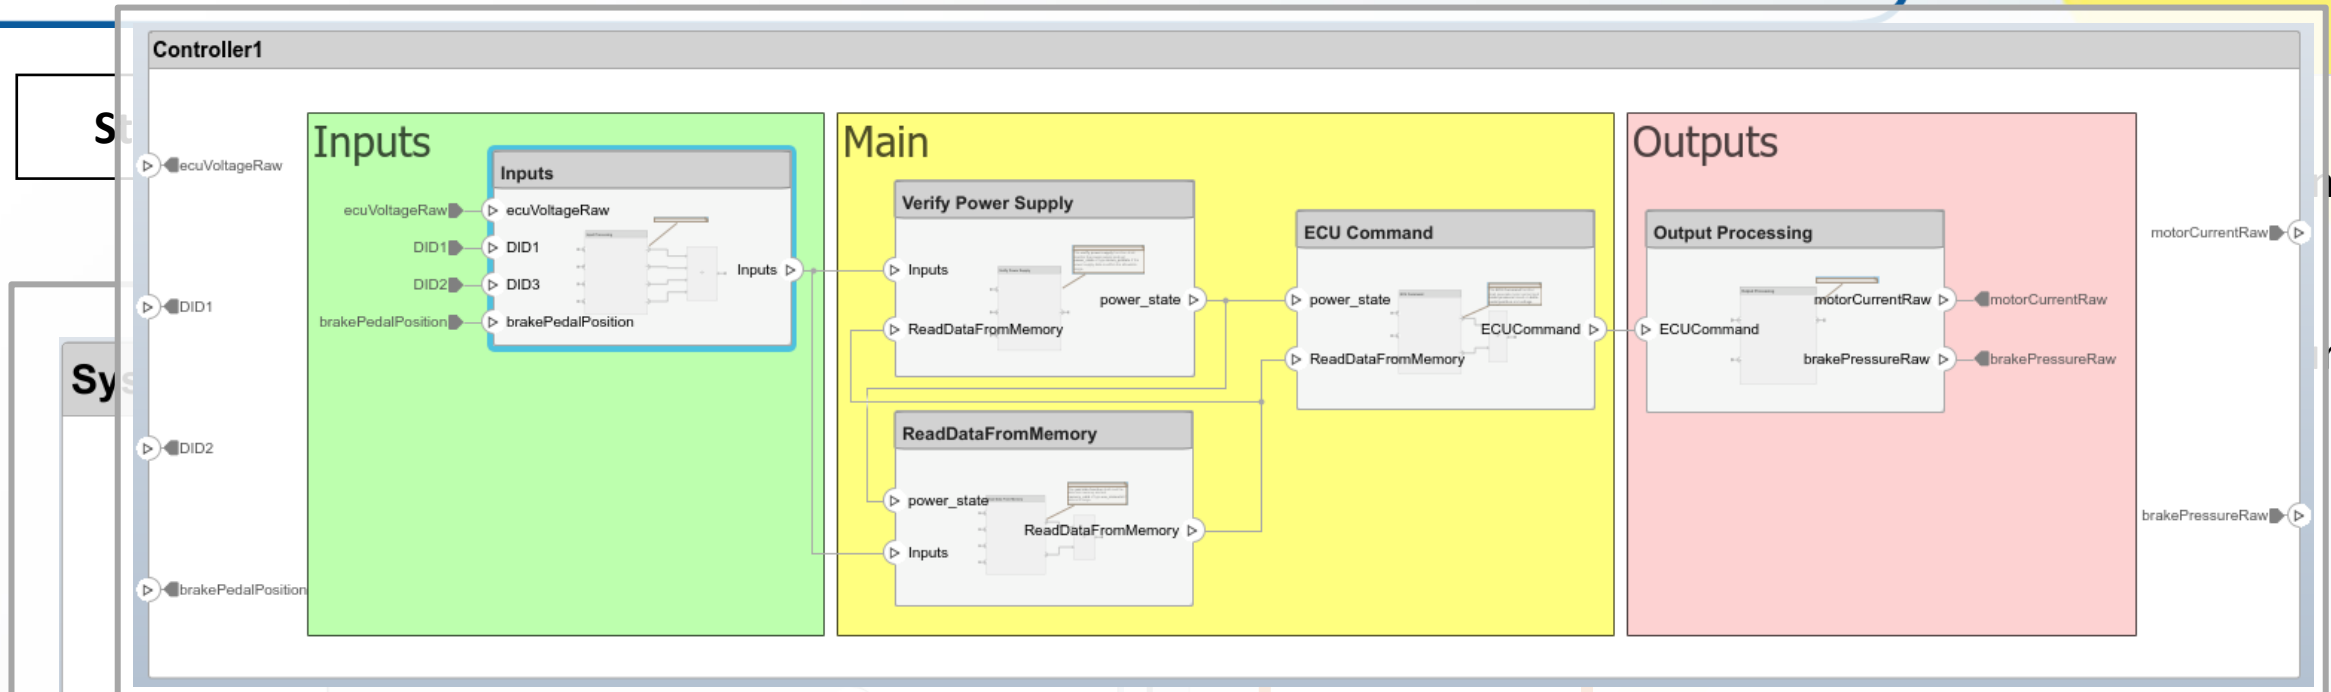 Controller1
ecuVoltageRaw
DID1
DID2
brakePedalPosition
Inputs
Inputs
ecuVoltageRaw
DID1
DID2
brakePedalPosition
ecuVoltageRaw
DID1
DID3
brakePedalPosition
Inputs
Main
Verify Power Supply
Inputs
ReadDataFromMemory
power_state
ReadDataFromMemory
power_state
Inputs
ReadDataFromMemory
ECU Command
power_state
ReadDataFromMemory
ECUCommand
Outputs
Output Processing
ECUCommand
motorCurrentRaw
brakePressureRaw
motorCurrentRaw
brakePressureRaw
motorCurrentRaw
brakePressureRaw